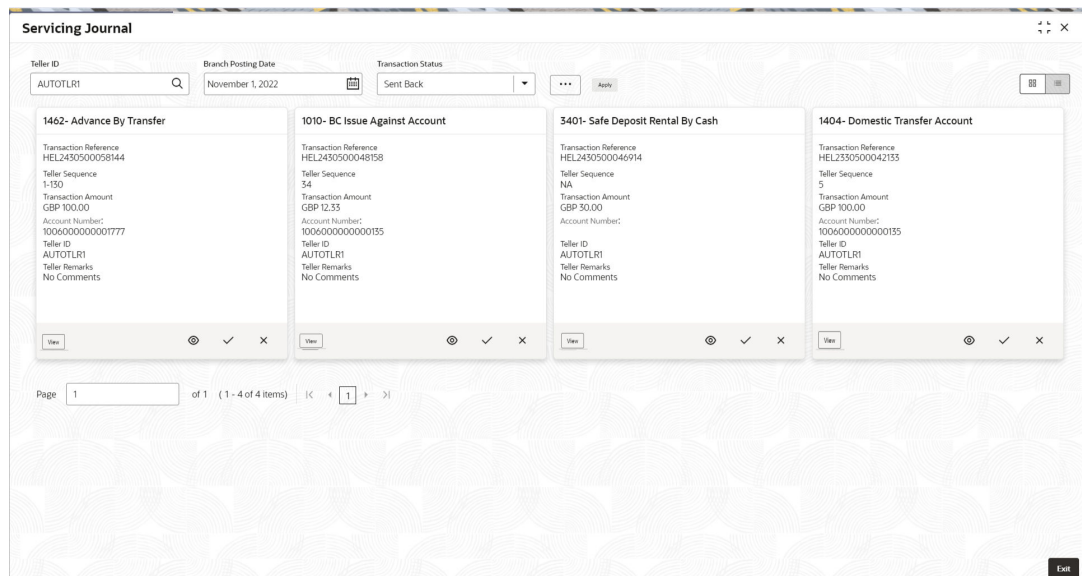 Servicing Journal
Teller ID
AUTOTLR1
Branch Posting Date
November 1, 2022
Transaction Status
Sent Back
...
Apply
1462- Advance By Transfer
Transaction Reference
HEL2430500058144
Teller Sequence
1-130
Transaction Amount
GBP 100.00
Account Number:
1006000000001777
Teller ID
AUTOTLR1
Teller Remarks
No Comments
View
1010- BC Issue Against Account
Transaction Reference
HEL2430500048158
Teller Sequence
34
Transaction Amount
GBP 12.33
Account Number:
1006000000000135
Teller ID
AUTOTLR1
Teller Remarks
No Comments
View
3401- Safe Deposit Rental By Cash
Transaction Reference
HEL2430500046914
Teller Sequence
NA
Transaction Amount
GBP 30.00
Account Number:
Teller ID
AUTOTLR1
Teller Remarks
No Comments
View
1404- Domestic Transfer Account
Transaction Reference
HEL2330500042133
Teller Sequence
5
Transaction Amount
GBP 100.00
Account Number:
1006000000000135
Teller ID
AUTOTLR1
Teller Remarks
No Comments
View
Page 1 of 1 ( 1 - 4 of 4 items) 1
Exit